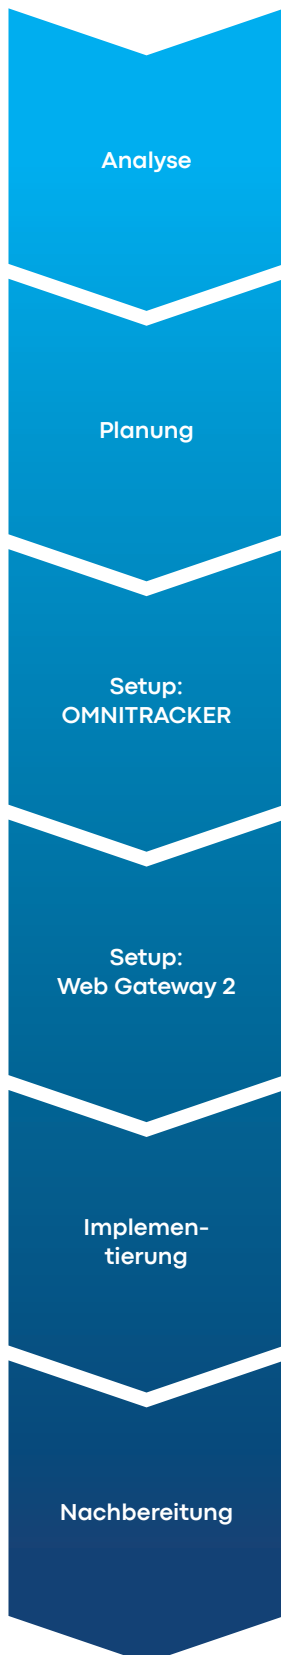 Analyse
Planung
Setup:
OMNITRACKER
Setup:
Web Gateway 2
Implemen-
tierung
Nachbereitung